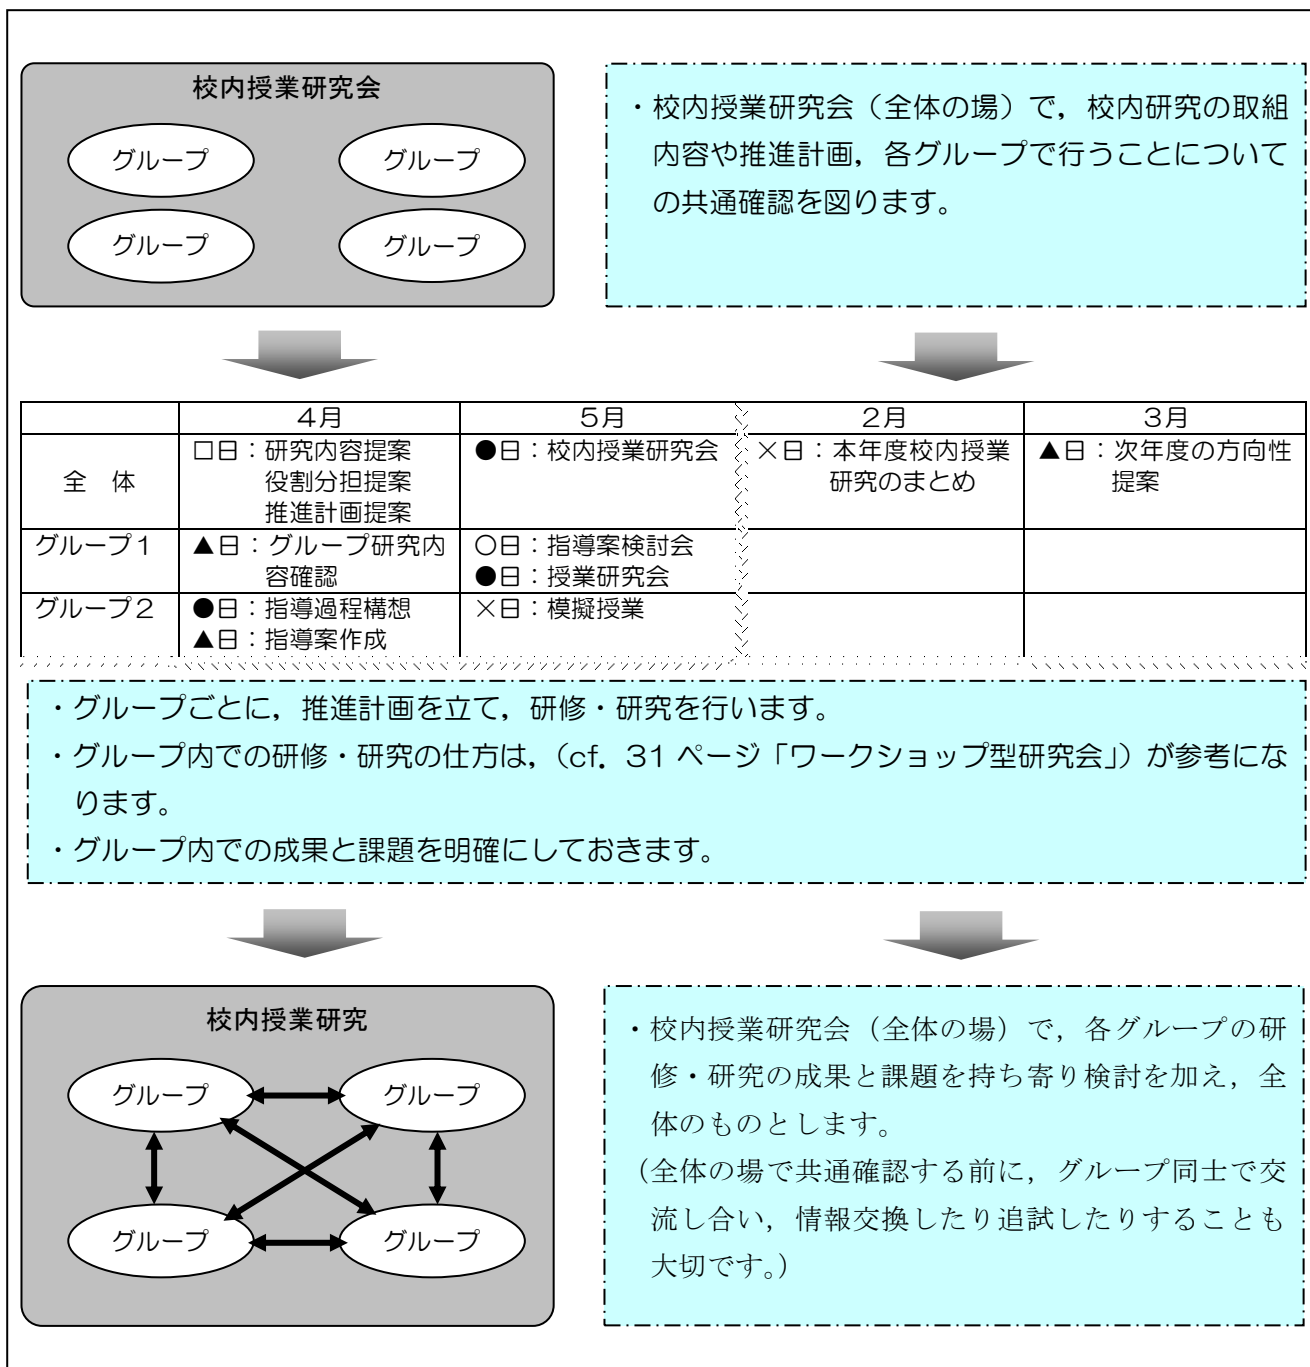 校内授業研究会
グループ
グループ
グループ
グループ
・校内授業研究会（全体の場）で，校内研究の取組
内容や推進計画，各グループで行うことについて
の共通確認を図ります。
4月
5月
2月
3月
全　体
□日：研究内容提案
役割分担提案
推進計画提案
●日：校内授業研究会
×日：本年度校内授業
研究のまとめ
▲日：次年度の方向性
提案
グループ１
▲日：グループ研究内
容確認
○日：指導案検討会
●日：授業研究会
グループ２
●日：指導過程構想
▲日：指導案作成
×日：模擬授業
・グループごとに，推進計画を立て，研修・研究を行います。
・グループ内での研修・研究の仕方は，（cf．31 ページ「ワークショップ型研究会」）が参考にな
ります。
・グループ内での成果と課題を明確にしておきます。
校内授業研究
グループ
グループ
グループ
グループ
・校内授業研究会（全体の場）で，各グループの研
修・研究の成果と課題を持ち寄り検討を加え，全
体のものとします。
（全体の場で共通確認する前に，グループ同士で交
流し合い，情報交換したり追試したりすることも
大切です。）